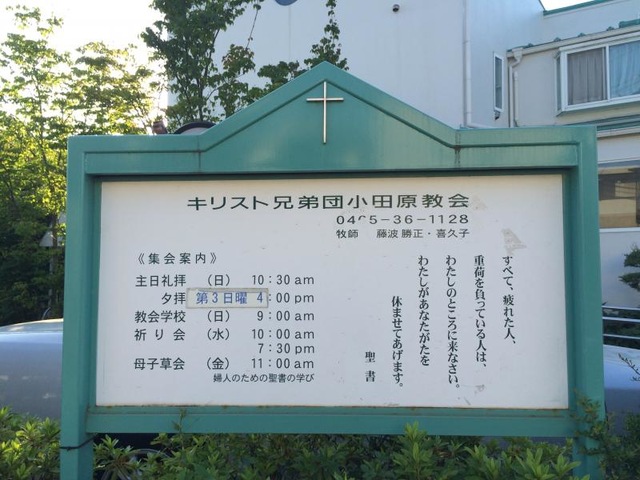 キリスト兄弟団小田原教会
0465-36-1128
牧師 藤波 勝正・喜久子
《集会案内》
主日礼拝 (日) 10:30 am
夕拝 第3日曜 4:00 pm
教会学校 (日) 9:00 am
祈り会 (水) 10:00 am
7:30 pm
母子草会 (金) 11:00 am
婦人のための聖書の学び
すべて、疲れた人、
重荷を負っている人は、
わたしのところに来なさい。
わたしがあなたがたを
休ませてあげます。
聖書